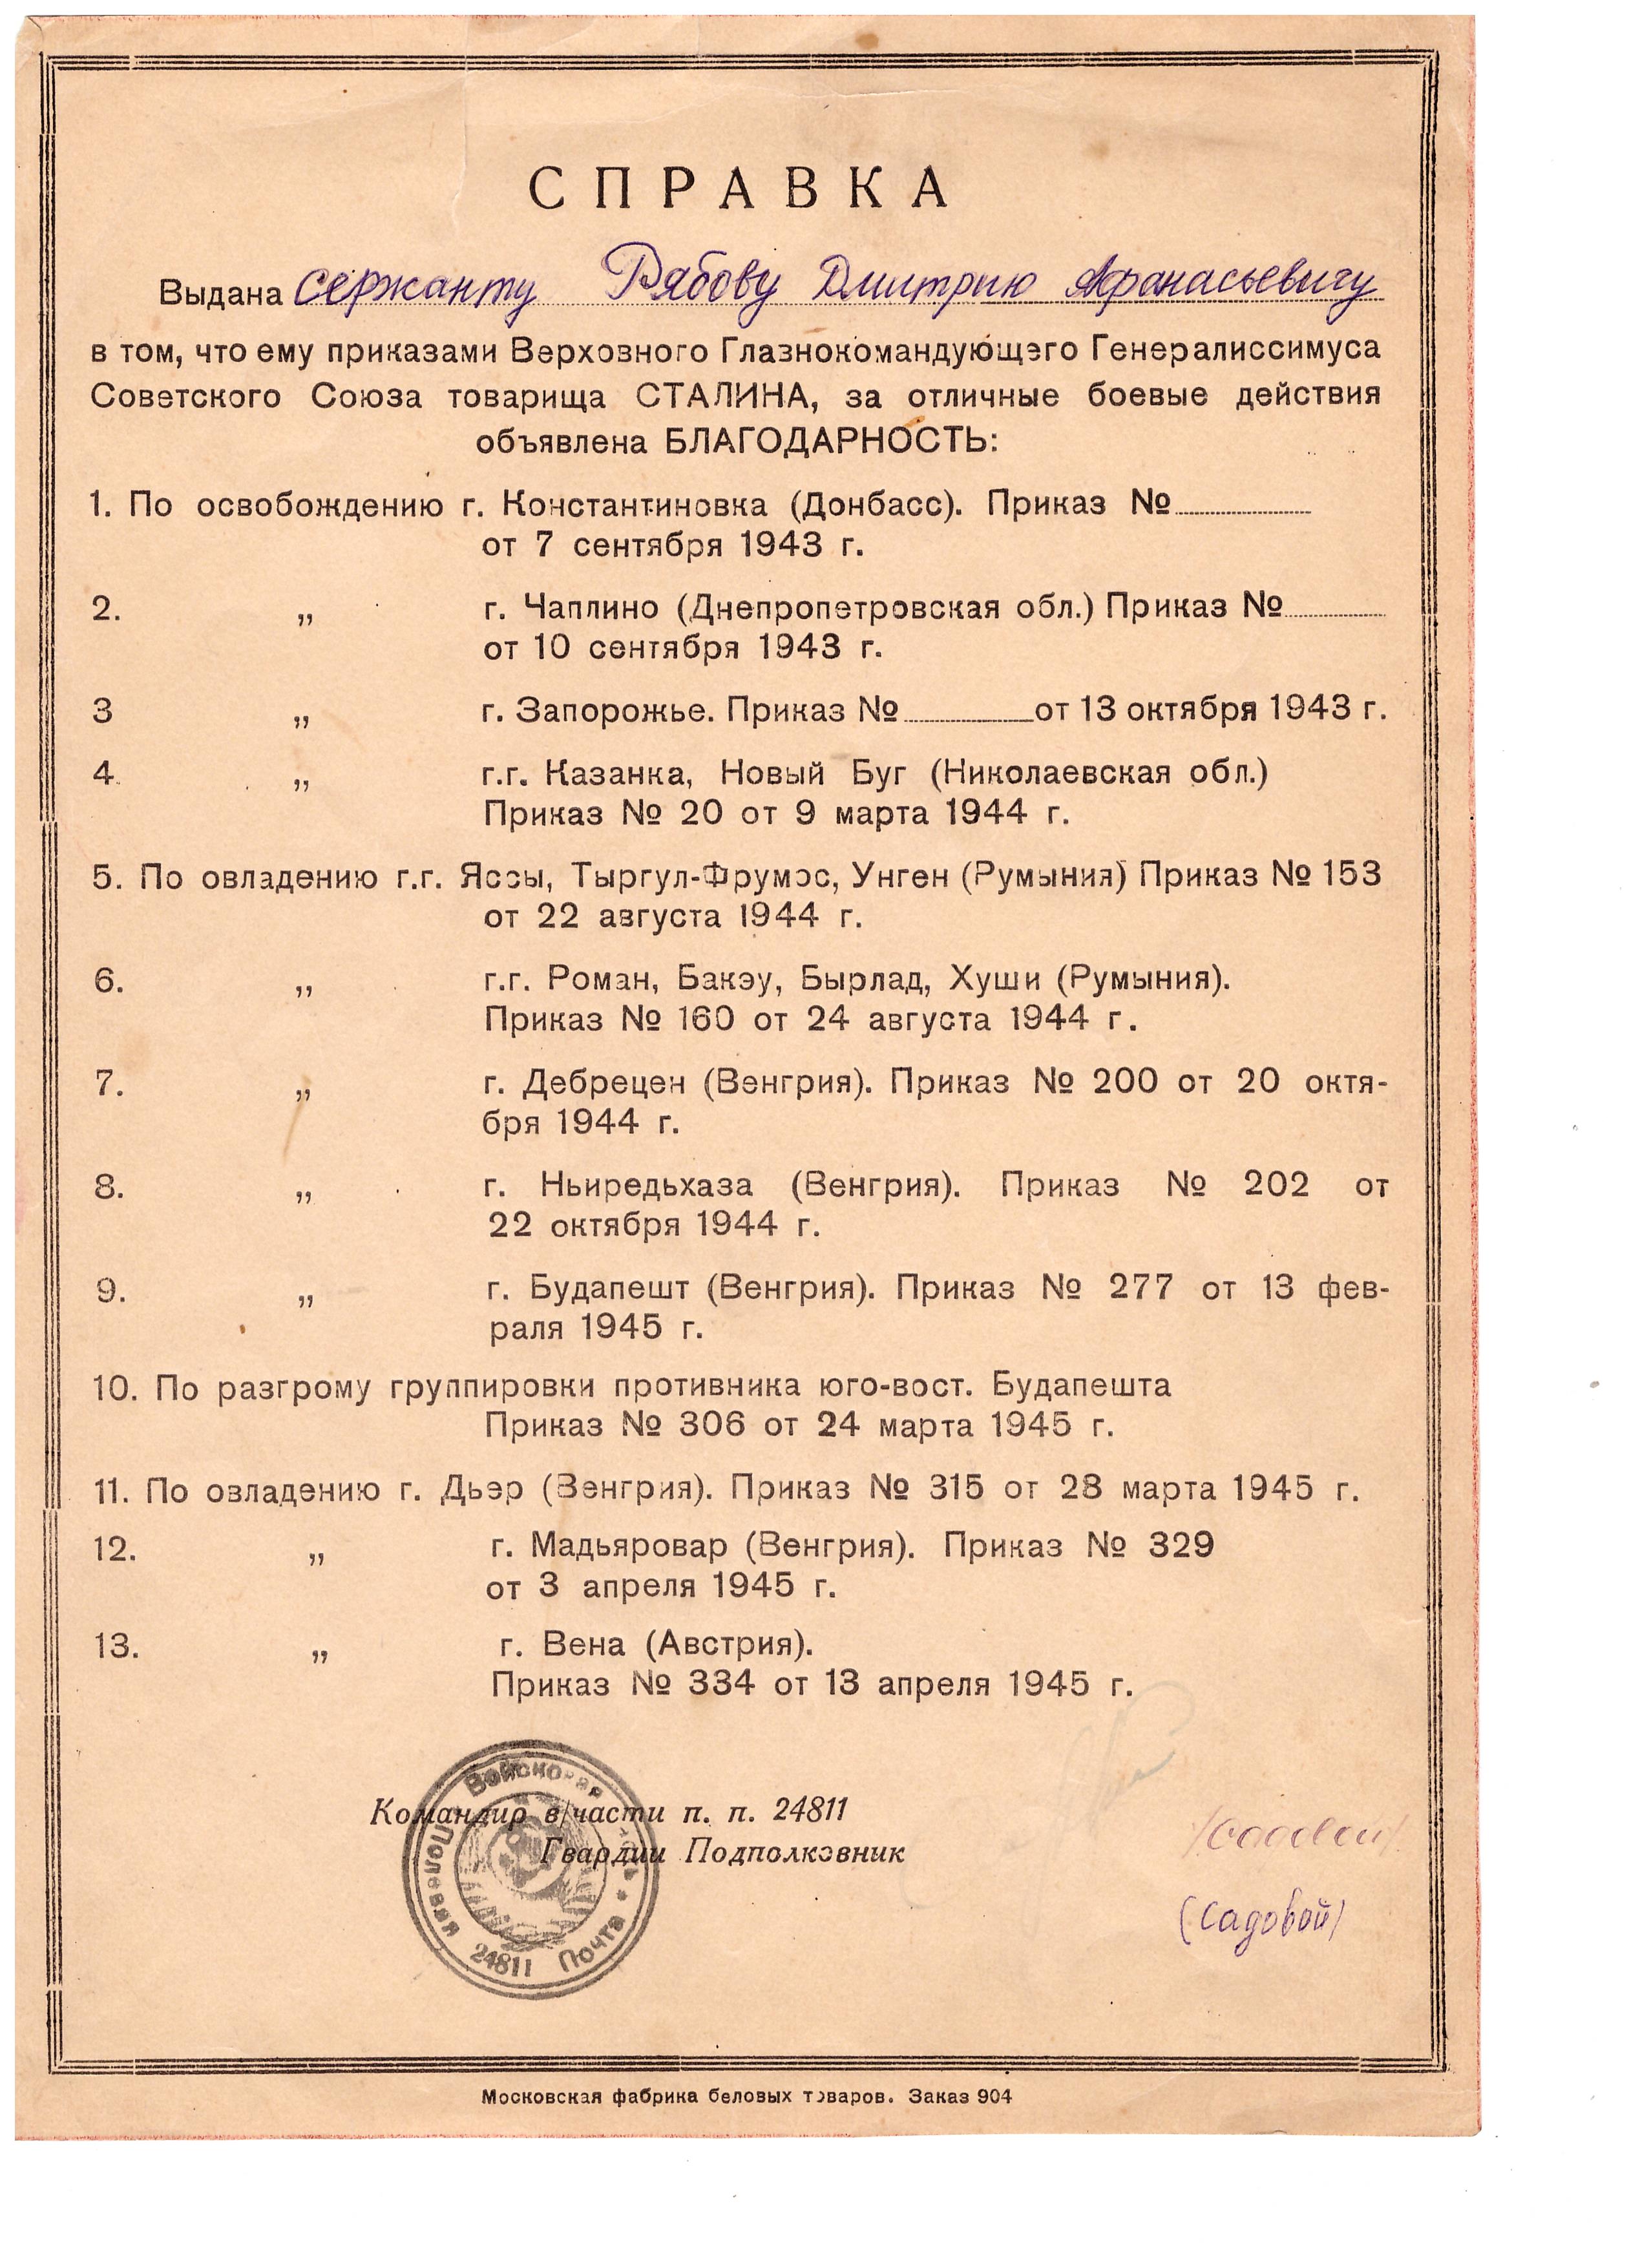 СПРАВКА
Выдана сержанту Рябову Дмитрию Афанасьевичу
в том, что ему приказами Верховного Главнокомандующего Генералиссимуса
Советского Союза товарища СТАЛИНА, за отличные боевые действия
объявлена БЛАГОДАРНОСТЬ:
1. По освобождению г. Константиновка (Донбасс). Приказ №
от 7 сентября 1943 г.
2. „ г. Чаплино (Днепропетровская обл.) Приказ №
от 10 сентября 1943 г.
3 „ г. Запорожье. Приказ № от 13 октября 1943 г.
4. „ г.г. Казанка, Новый Буг (Николаевская обл.)
Приказ № 20 от 9 марта 1944 г.
5. По овладению г.г. Яссы, Тыргул-Фрумос, Унген (Румыния) Приказ № 153
от 22 августа 1944 г.
6. „ г.г. Роман, Бакэу, Бырлад, Хуши (Румыния).
Приказ № 160 от 24 августа 1944 г.
7. „ г. Дебрецен (Венгрия). Приказ № 200 от 20 октя-
бря 1944 г.
8. „ г. Ньиредьхаза (Венгрия). Приказ № 202 от
22 октября 1944 г.
9. „ г. Будапешт (Венгрия). Приказ № 277 от 13 фев-
раля 1945 г.
10. По разгрому группировки противника юго-вост. Будапешта
Приказ № 306 от 24 марта 1945 г.
11. По овладению г. Дьэр (Венгрия). Приказ № 315 от 28 марта 1945 г.
12. „ г. Мадьяровар (Венгрия). Приказ № 329
от 3 апреля 1945 г.
13. „ г. Вена (Австрия).
Приказ № 334 от 13 апреля 1945 г.
Командир в/части п. п. 24811
Гвардии Подполковник
(Садовой)
Войсковая часть • Полевая Почта 24811
Московская фабрика беловых товаров. Заказ 904